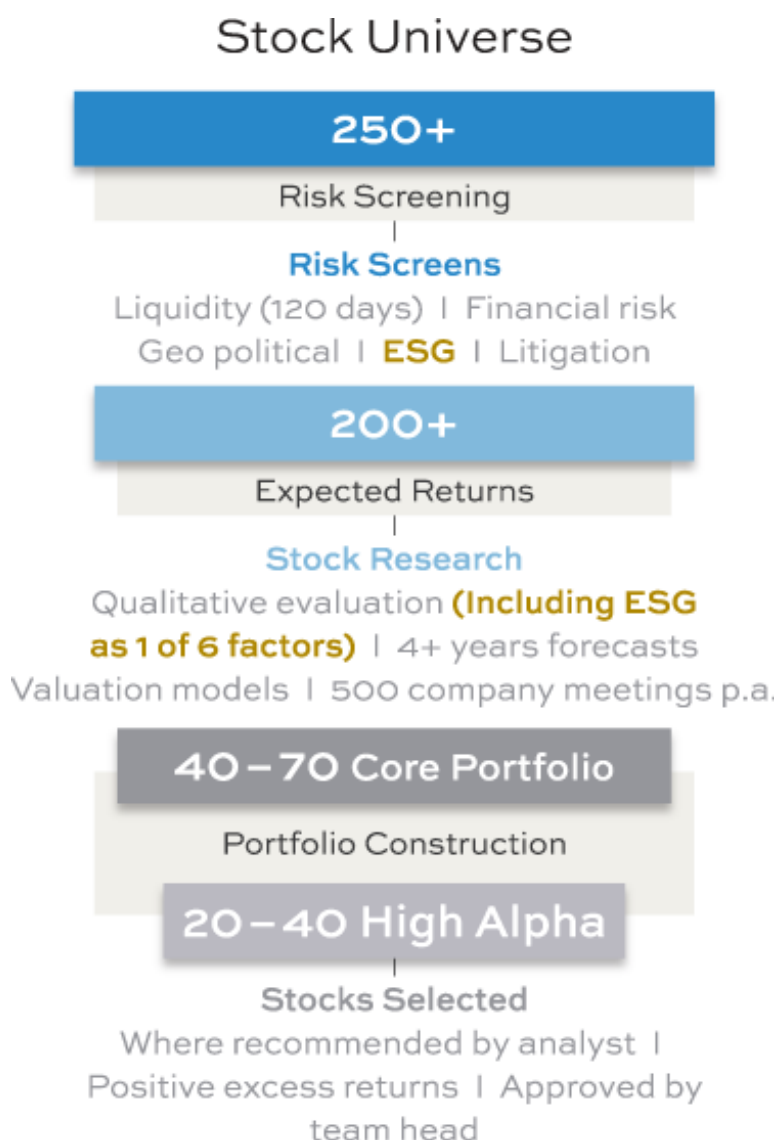 Stock Universe
250+
Risk Screening
Risk Screens
Liquidity (120 days) | Financial risk
Geo political | ESG | Litigation
200+
Expected Returns
Stock Research
Qualitative evaluation (Including ESG
as 1 of 6 factors) | 4+ years forecasts
Valuation models | 500 company meetings p.a.
40–70 Core Portfolio
Portfolio Construction
20–40 High Alpha
Stocks Selected
Where recommended by analyst |
Positive excess returns | Approved by
team head